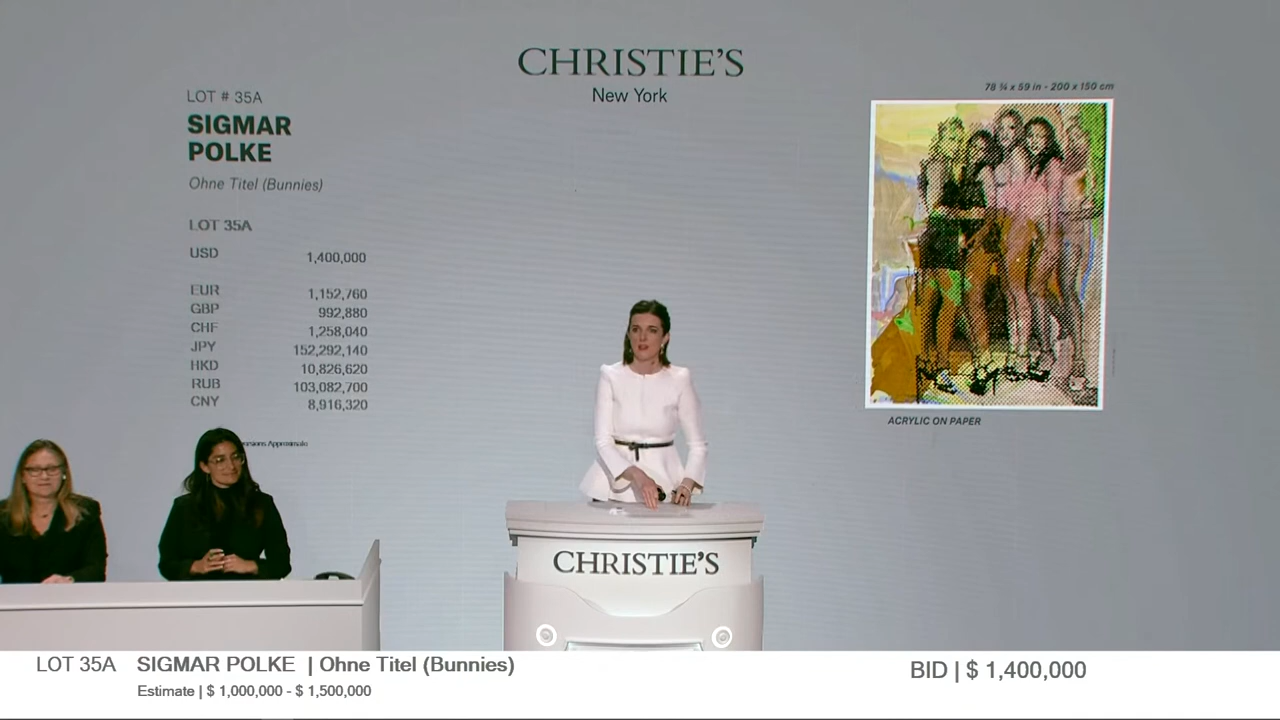 CHRISTIE'S
New York
LOT # 35A
SIGMAR
POLKE
Ohne Titel (Bunnies)
LOT 35A
USD 1,400,000
EUR 1,152,760
GBP 992,880
CHF 1,258,040
JPY 152,292,140
HKD 10,826,620
RUB 103,082,700
CNY 8,916,320
Approximate
78 ¾ x 59 in - 200 x 150 cm
ACRYLIC ON PAPER
CHRISTIE'S
LOT 35A SIGMAR POLKE | Ohne Titel (Bunnies)
Estimate | $ 1,000,000 - $ 1,500,000
BID | $ 1,400,000